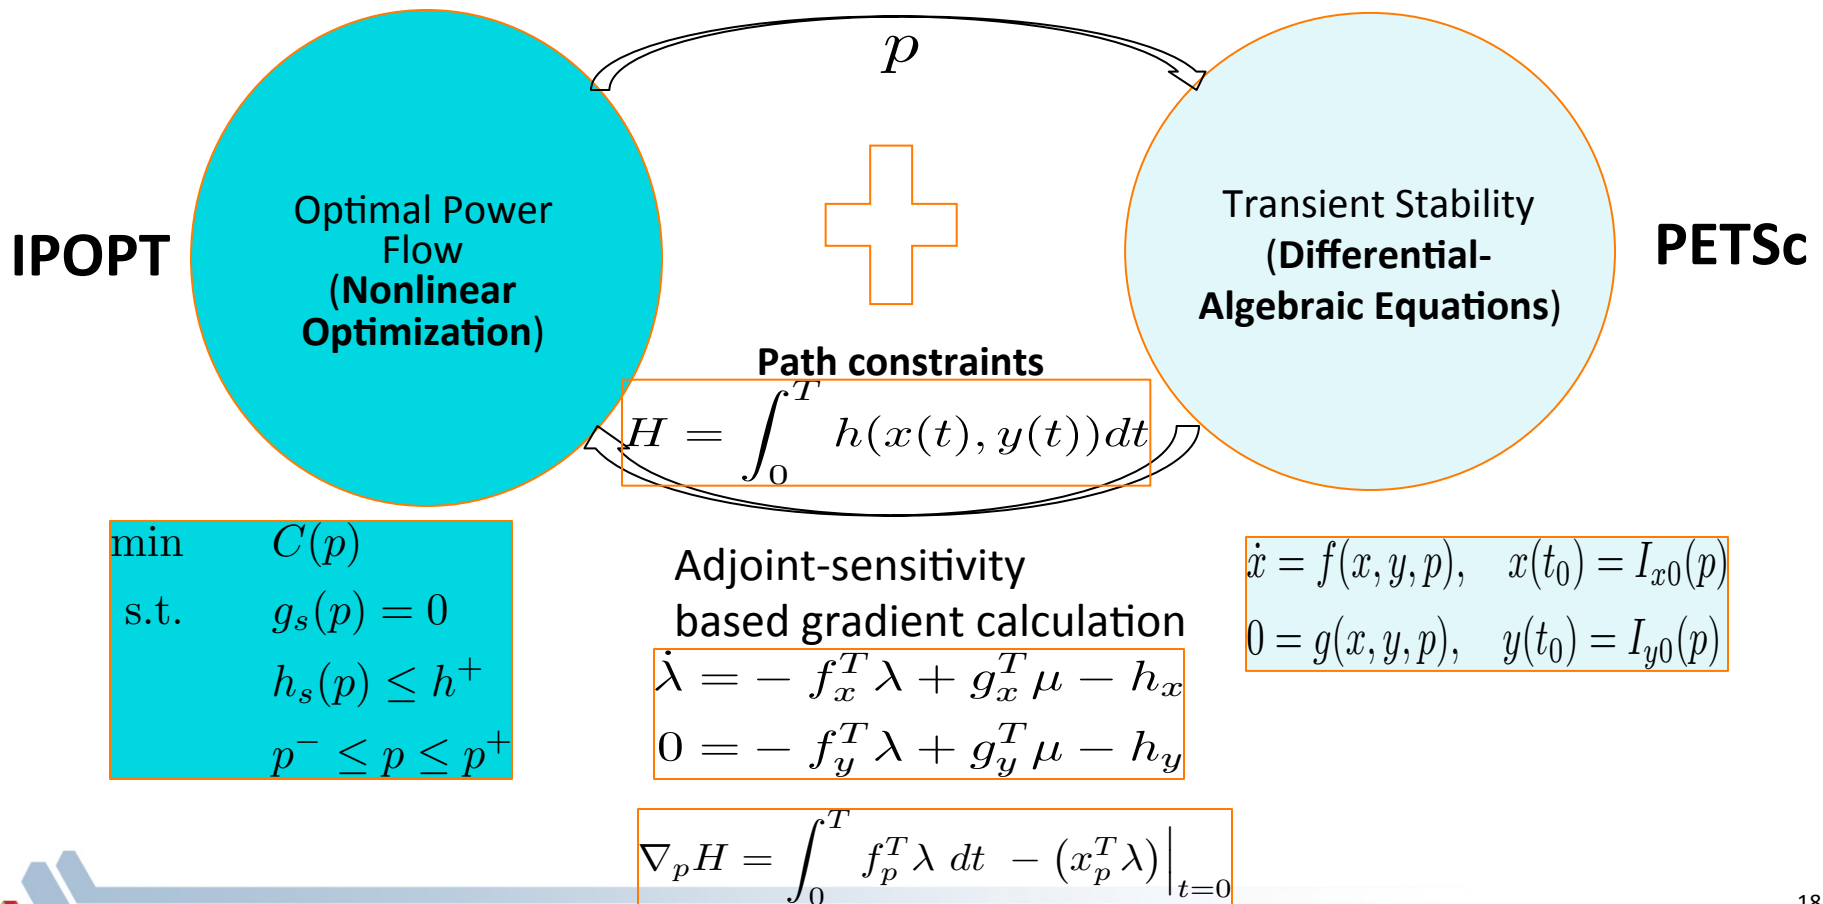 p
IPOPT
Optimal Power
Flow
(Nonlinear
Optimization)
Transient Stability
(Differential-
Algebraic Equations)
PETSc
Path constraints
H = ∫_0^T h(x(t), y(t))dt
min C(p)
s.t. g_s(p) = 0
h_s(p) ≤ h^+
p^- ≤ p ≤ p^+
Adjoint-sensitivity
based gradient calculation
λ̇ = − f_x^T λ + g_x^T μ − h_x
0 = − f_y^T λ + g_y^T μ − h_y
∇_p H = ∫_0^T f_p^T λ dt − (x_p^T λ)|_{t=0}
ẋ = f(x, y, p), x(t_0) = I_{x0}(p)
0 = g(x, y, p), y(t_0) = I_{y0}(p)
18